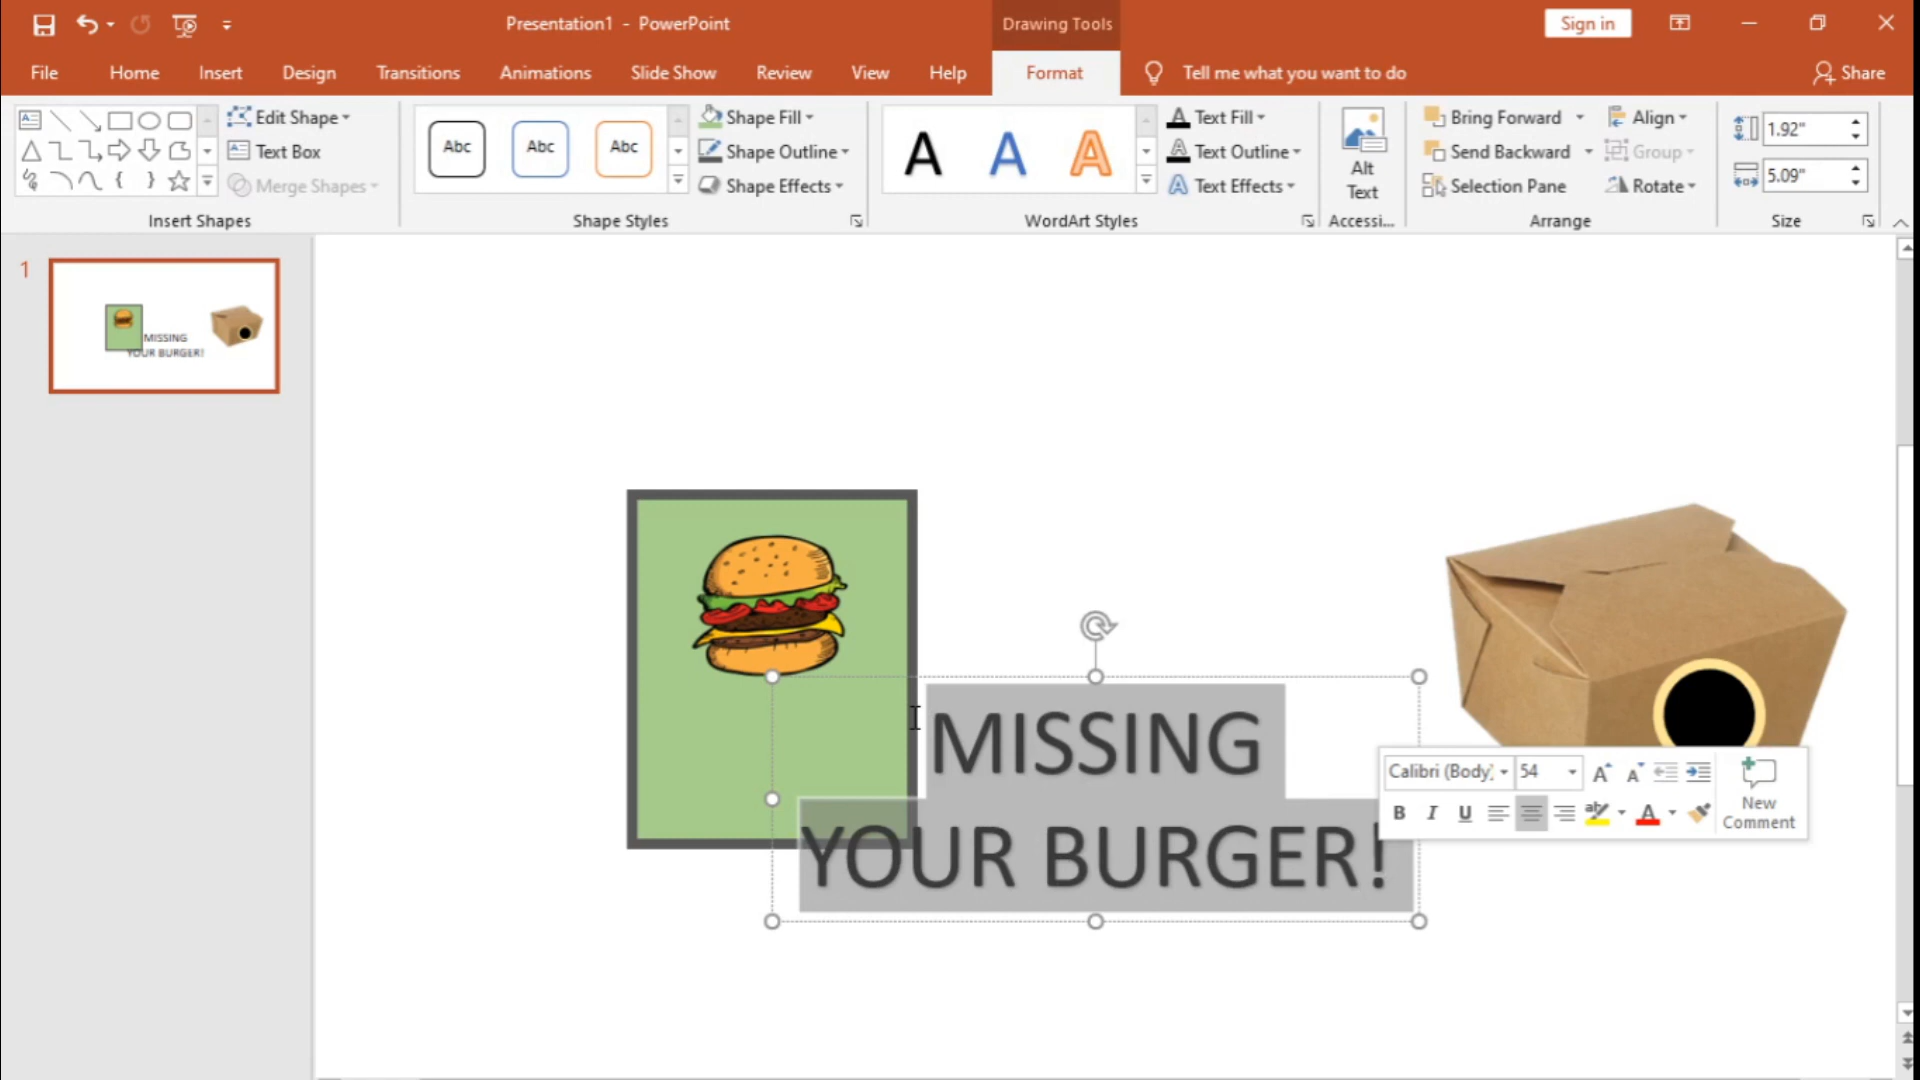 Presentation1 - PowerPoint
Drawing Tools
Sign in
File
Home
Insert
Design
Transitions
Animations
Slide Show
Review
View
Help
Format
Tell me what you want to do
Share
Edit Shape
Text Box
Merge Shapes
Insert Shapes
Abc
Abc
Abc
Shape Fill
Shape Outline
Shape Effects
Shape Styles
A
A
A
Text Fill
Text Outline
Text Effects
WordArt Styles
Alt
Text
Accessi...
Bring Forward
Send Backward
Selection Pane
Align
Group
Rotate
Arrange
1.92"
5.09"
Size
1
MISSING
YOUR BURGER!
MISSING
YOUR BURGER!
Calibri (Body)
54
B I U
New
Comment